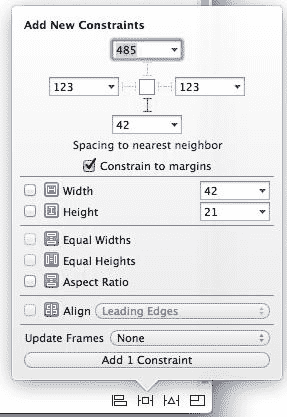 Add New Constraints
485
123 123
42
Spacing to nearest neighbor
Constrain to margins
Width 42
Height 21
Equal Widths
Equal Heights
Aspect Ratio
Align Leading Edges
Update Frames None
Add 1 Constraint